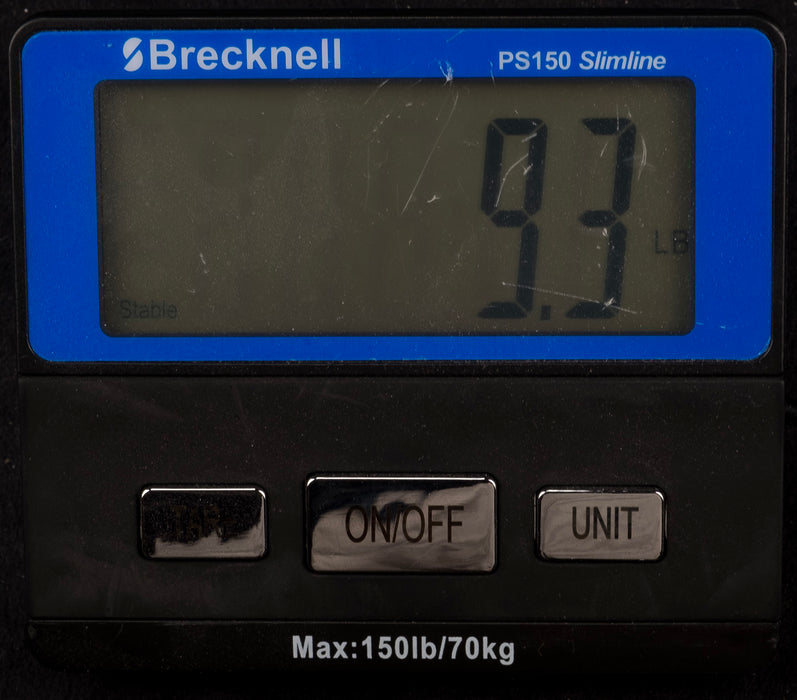 Brecknell PS150 Slimline
9.3 LB
Stable
ON/OFF UNIT
Max:150lb/70kg